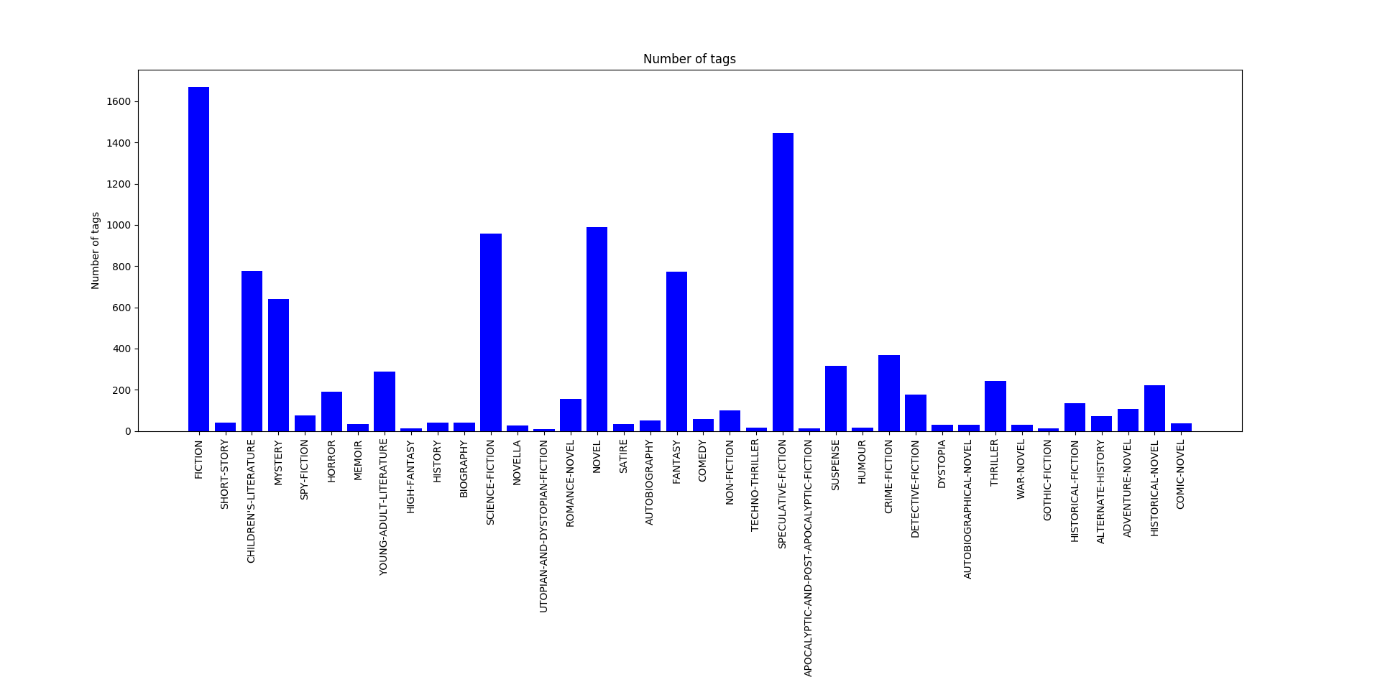 Number of tags
Number of tags
1600
1400
1200
1000
800
600
400
200
0
FICTION
SHORT-STORY
CHILDREN'S-LITERATURE
MYSTERY
SPY-FICTION
HORROR
MEMOIR
YOUNG-ADULT-LITERATURE
HIGH-FANTASY
HISTORY
BIOGRAPHY
SCIENCE-FICTION
NOVELLA
UTOPIAN-AND-DYSTOPIAN-FICTION
ROMANCE-NOVEL
NOVEL
SATIRE
AUTOBIOGRAPHY
FANTASY
COMEDY
NON-FICTION
TECHNO-THRILLER
SPECULATIVE-FICTION
APOCALYPTIC-AND-POST-APOCALYPTIC-FICTION
SUSPENSE
HUMOUR
CRIME-FICTION
DETECTIVE-FICTION
DYSTOPIA
AUTOBIOGRAPHICAL-NOVEL
THRILLER
WAR-NOVEL
GOTHIC-FICTION
HISTORICAL-FICTION
ALTERNATE-HISTORY
ADVENTURE-NOVEL
HISTORICAL-NOVEL
COMIC-NOVEL